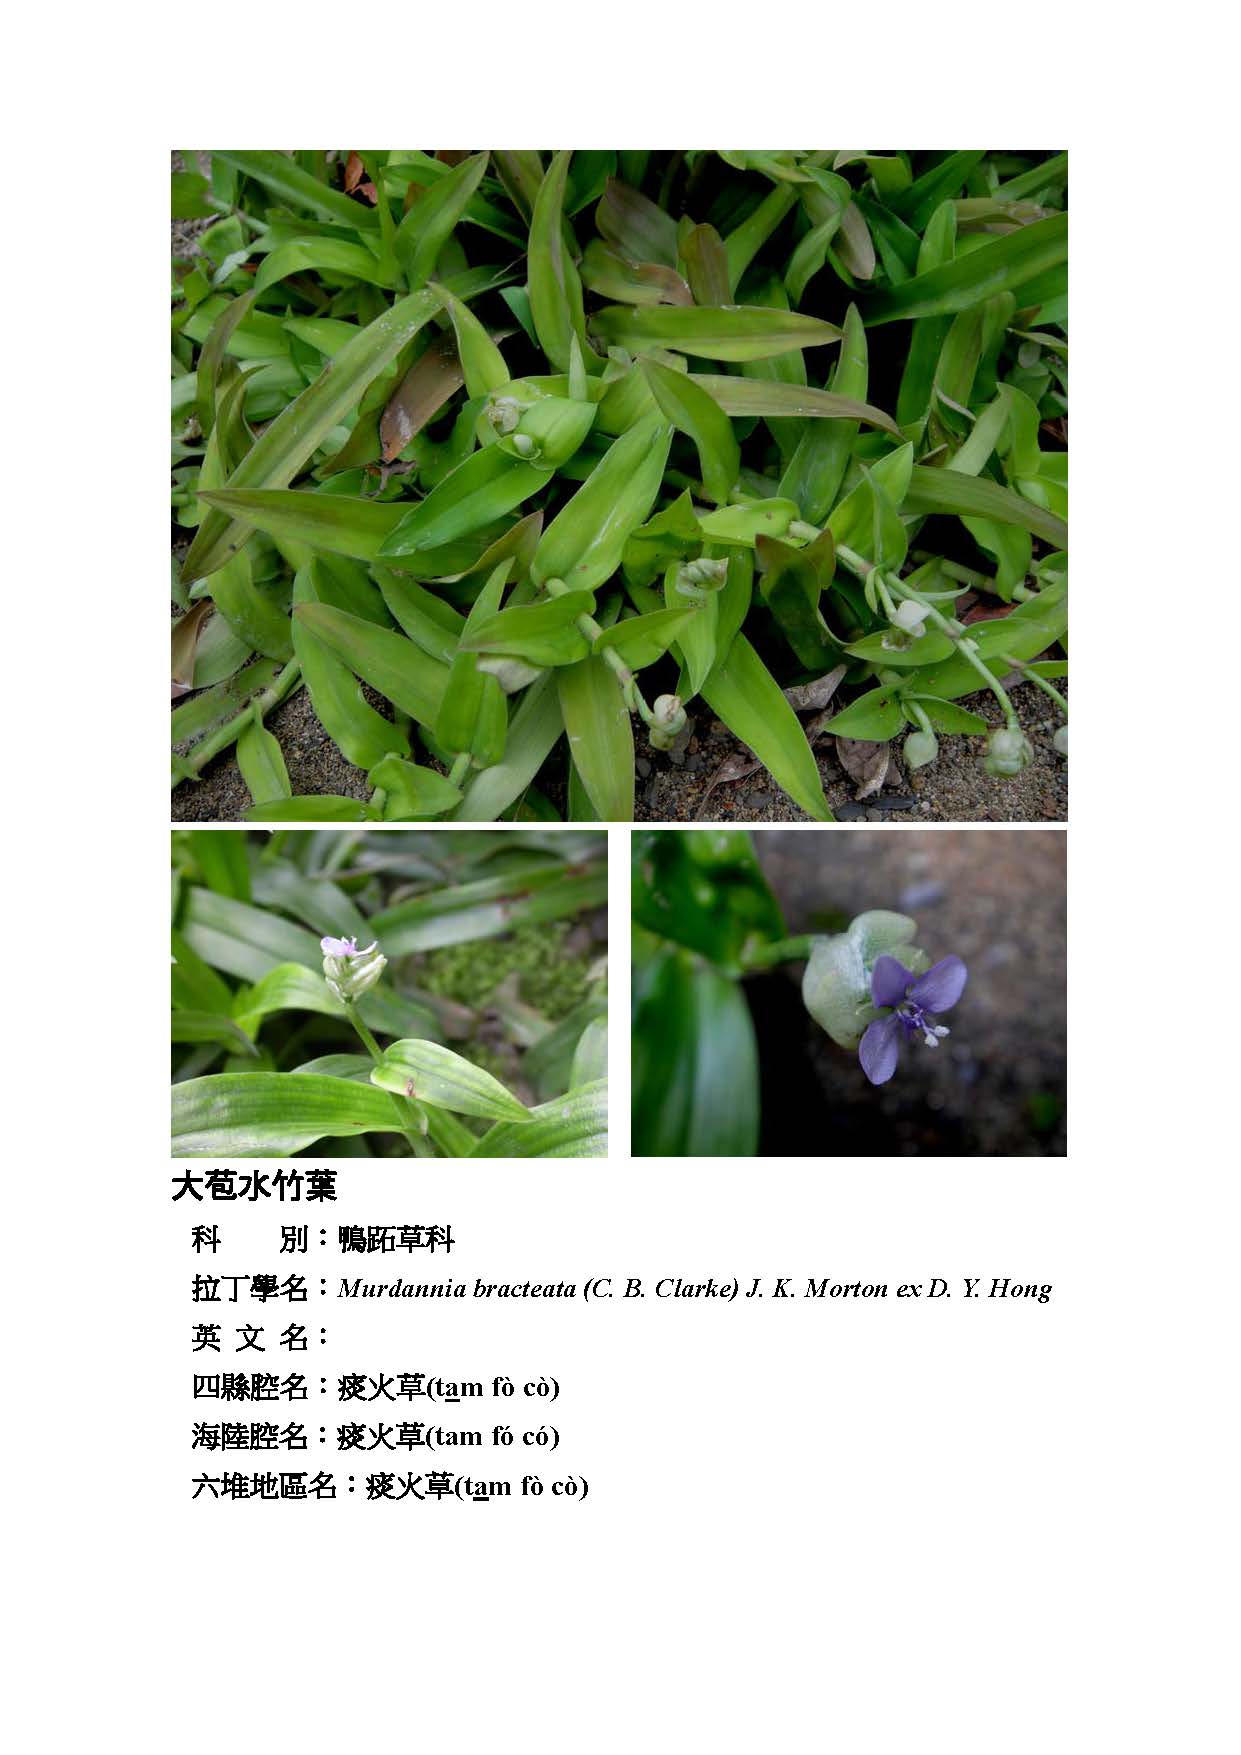 大苞水竹葉
科　　別：鴨跖草科
拉丁學名：Murdannia bracteata (C. B. Clarke) J. K. Morton ex D. Y. Hong
英 文 名：
四縣腔名：痰火草(tam fò cò)
海陸腔名：痰火草(tam fó có)
六堆地區名：痰火草(tam fò cò)